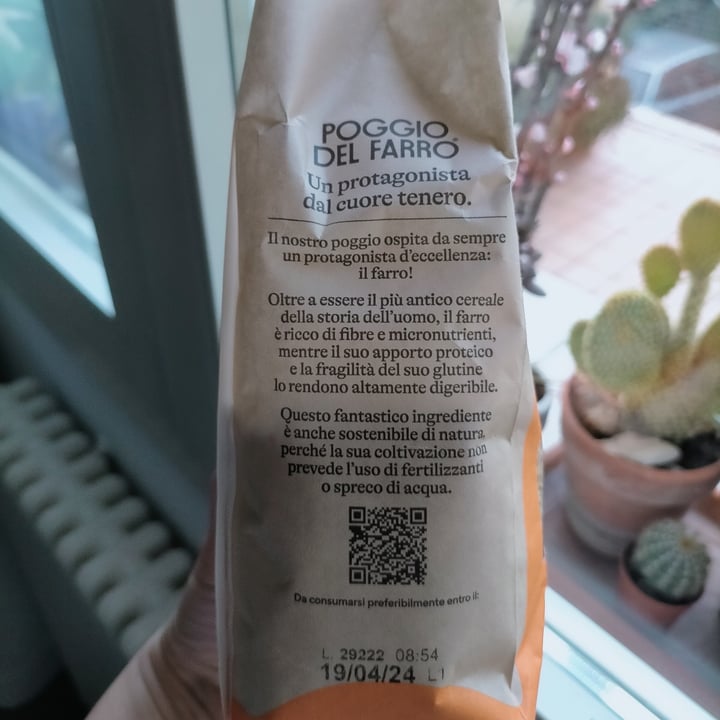 POGGIO
DEL FARRO
Un protagonista
dal cuore tenero.
Il nostro poggio ospita da sempre
un protagonista d'eccellenza:
il farro!
Oltre a essere il più antico cereale
della storia dell'uomo, il farro
è ricco di fibre e micronutrienti,
mentre il suo apporto proteico
e la fragilità del suo glutine
lo rendono altamente digeribile.
Questo fantastico ingrediente
è anche sostenibile di natura,
perché la sua coltivazione non
prevede l'uso di fertilizzanti
o spreco di acqua.
Da consumarsi preferibilmente entro il:
L. 29222 08:54
19/04/24 L1